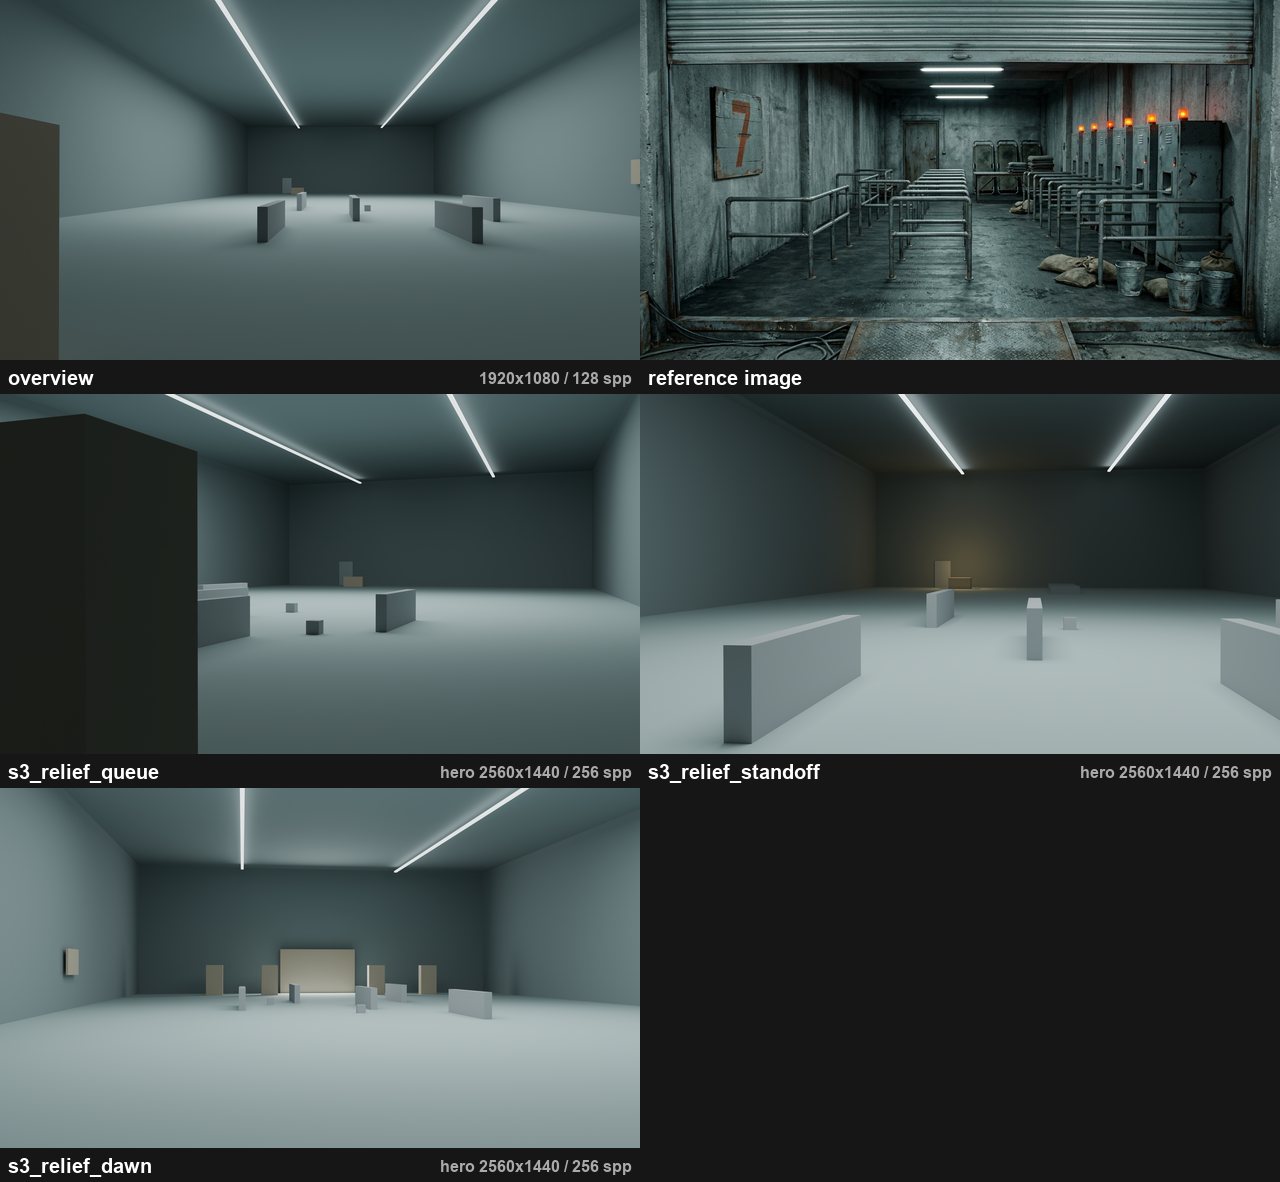 7
overview
1920x1080 / 128 spp
reference image
s3_relief_queue
hero 2560x1440 / 256 spp
s3_relief_standoff
hero 2560x1440 / 256 spp
s3_relief_dawn
hero 2560x1440 / 256 spp